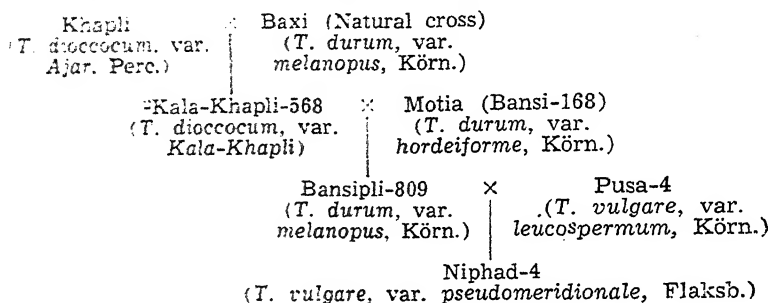 Khapli × Baxi (Natural cross)
(T. dioccocum, var. (T. durum, var.
Ajar. Perc.) melanopus, Körn.)
Kala-Khapli-568 × Motia (Bansi-168)
(T. dioccocum, var. (T. durum, var.
Kala-Khapli) hordeiforme, Körn.)
Bansipli-809 × Pusa-4
(T. durum, var. (T. vulgare, var.
melanopus, Körn.) leucospermum, Körn.)
Niphad-4
(T. vulgare, var. pseudomeridionale, Flaksb.)